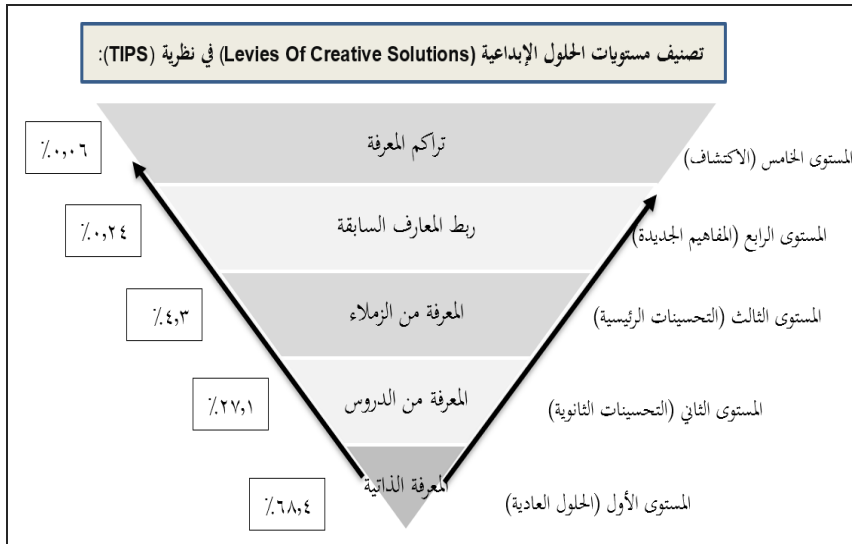 تصنيف مستويات الحلول الإبداعية (Levies Of Creative Solutions) في نظرية (TIPS):
المستوى الخامس (الاكتشاف)
تراكم المعرفة
٪٠,٠٦
المستوى الرابع (المفاهيم الجديدة)
ربط المعارف السابقة
٪٠,٢٤
المستوى الثالث (التحسينات الرئيسية)
المعرفة من الزملاء
٪٤,٣
المستوى الثاني (التحسينات الثانوية)
المعرفة من الدروس
٪٢٧,١
المستوى الأول (الحلول العادية)
المعرفة الذاتية
٪٦٨,٤